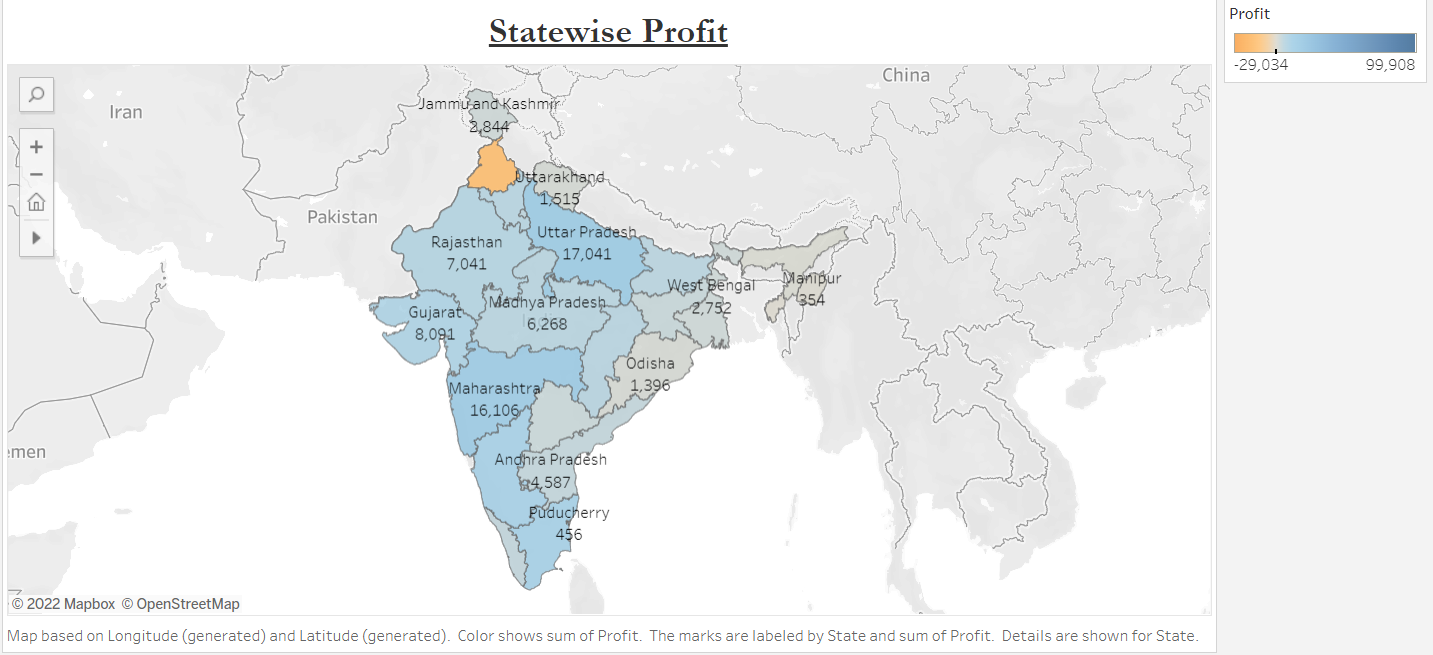 Statewise Profit
Profit
-29,034 99,908
China
Iran
Jammu and Kashmir
2,844
Uttarakhand
1,515
Pakistan
Uttar Pradesh
17,041
Rajasthan
7,041
Manipur
354
West Bengal
2,752
Madhya Pradesh
6,268
Gujarat
8,091
Odisha
1,396
Maharashtra
16,106
emen
Andhra Pradesh
4,587
Puducherry
456
© 2022 Mapbox © OpenStreetMap
Map based on Longitude (generated) and Latitude (generated). Color shows sum of Profit. The marks are labeled by State and sum of Profit. Details are shown for State.